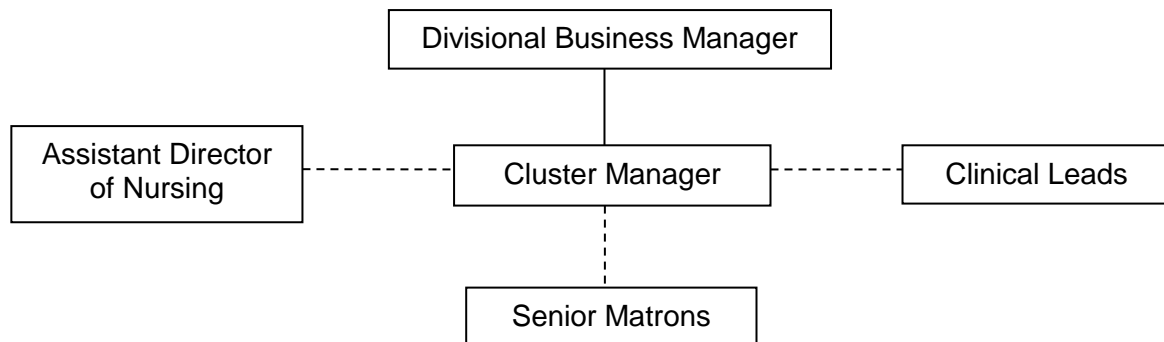 Divisional Business Manager
Assistant Director
of Nursing
Cluster Manager
Clinical Leads
Senior Matrons